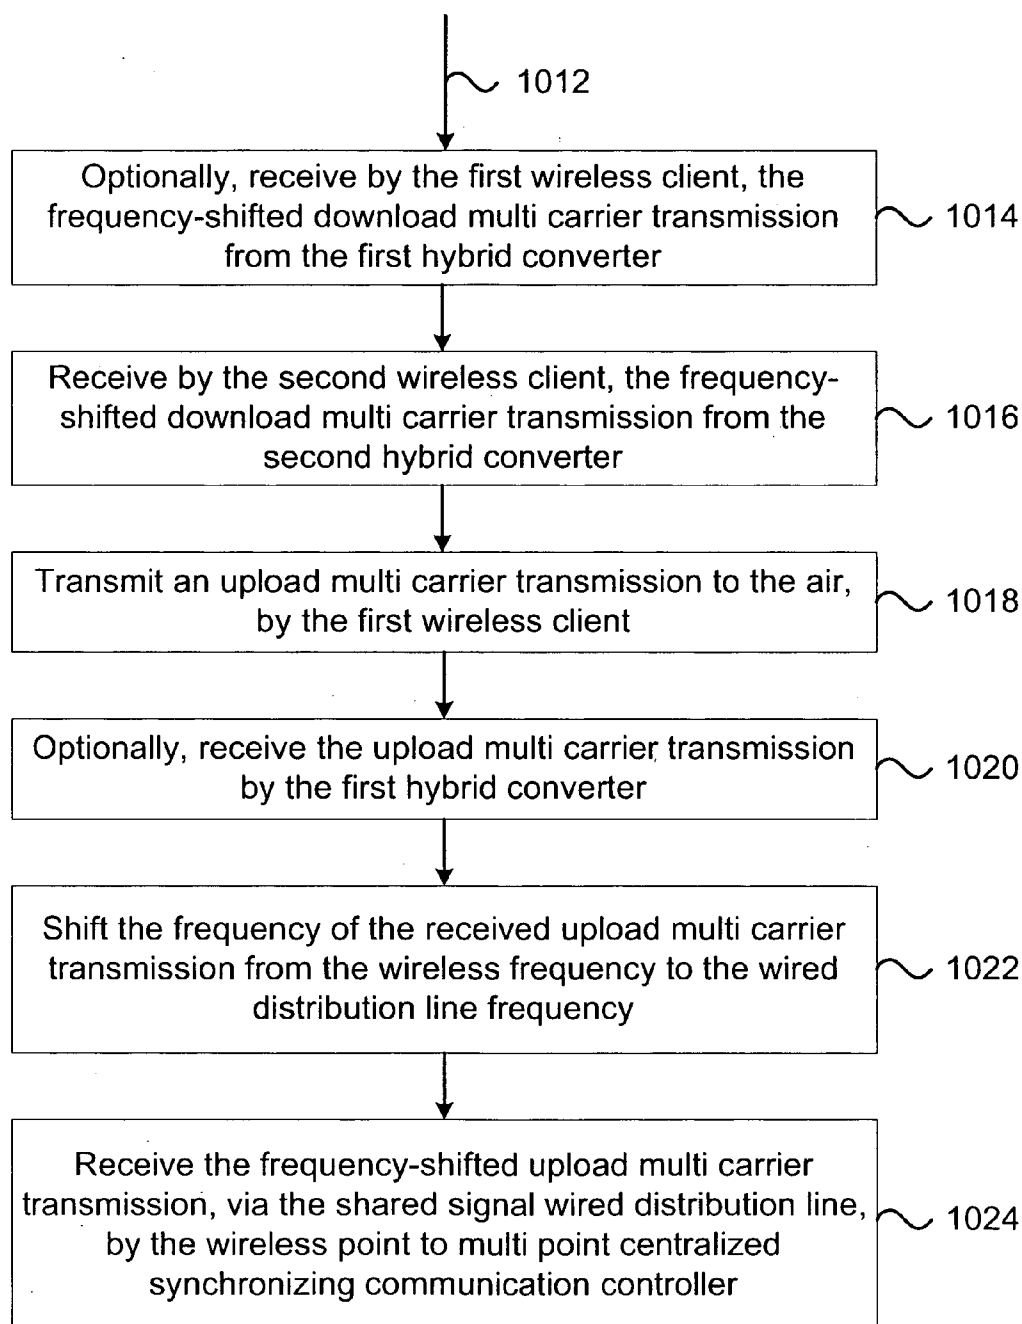 1012
Optionally, receive by the first wireless client, the
frequency-shifted download multi carrier transmission
from the first hybrid converter
1014
Receive by the second wireless client, the frequency-
shifted download multi carrier transmission from the
second hybrid converter
1016
Transmit an upload multi carrier transmission to the air,
by the first wireless client
1018
Optionally, receive the upload multi carrier transmission
by the first hybrid converter
1020
Shift the frequency of the received upload multi carrier
transmission from the wireless frequency to the wired
distribution line frequency
1022
Receive the frequency-shifted upload multi carrier
transmission, via the shared signal wired distribution line,
by the wireless point to multi point centralized
synchronizing communication controller
1024